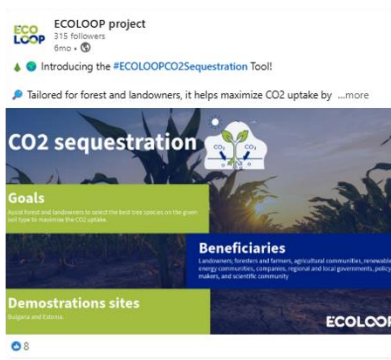 ECO
LOOP
ECOLOOP project
315 followers
6mo •
Introducing the #ECOLOOPCO2Sequestration Tool!
Tailored for forest and landowners, it helps maximize CO2 uptake by ...more
CO2 sequestration
CO₂ CO₂
Goals
Assist forest and landowners to select the best tree species on the given
soil type to maximise the CO2 uptake.
Beneficiaries
Landowners; foresters and farmers, agricultural communities, renewable
energy communities, companies, regional and local governments, policy
makers, and scientific community
Demostrations sites
Bulgaria and Estonia.
ECOLOOP
8